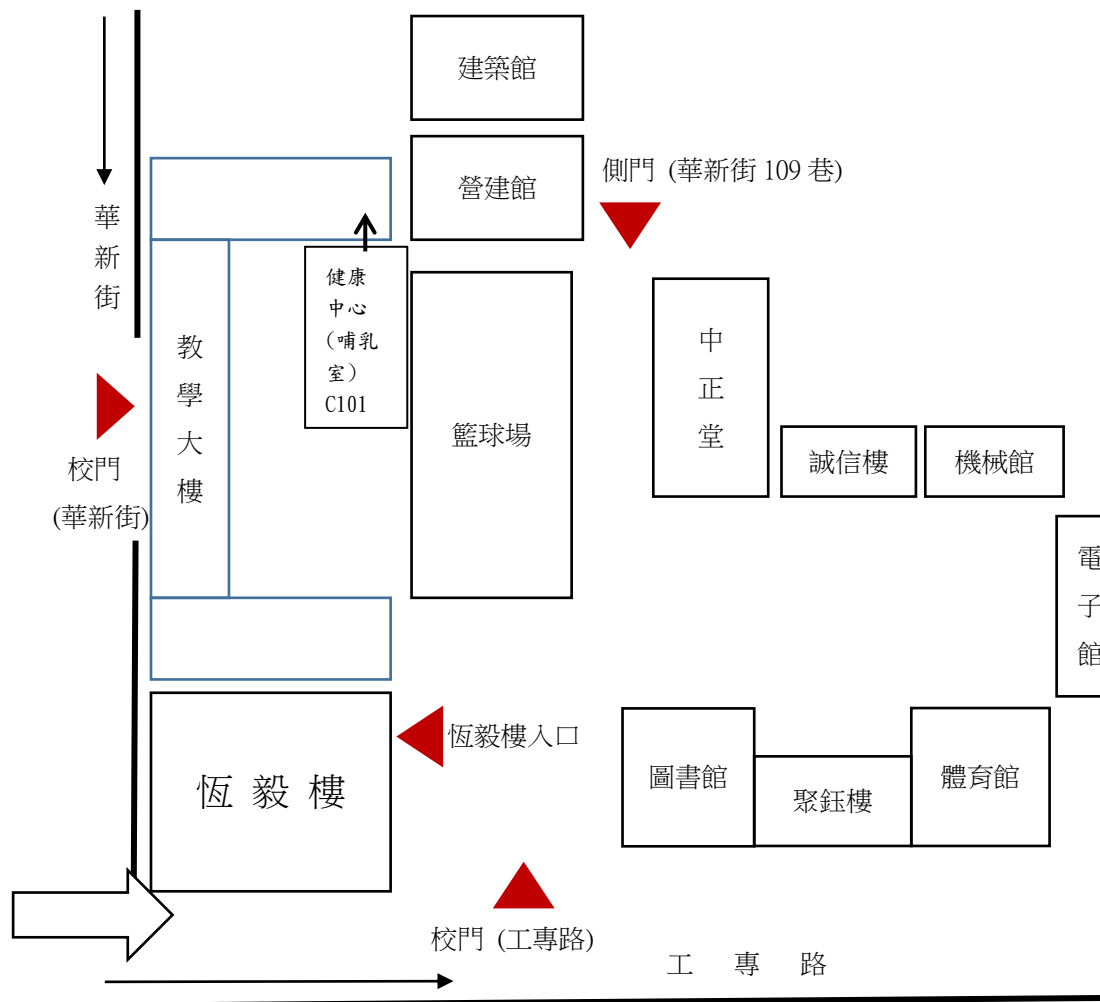 建築館
營建館
側門 (華新街 109 巷)
華新街
健康
中心
(哺乳
室)
C101
教學大樓
籃球場
中正堂
誠信樓
機械館
校門
(華新街)
電子館
恆毅樓入口
恆毅樓
圖書館
聚鈺樓
體育館
校門 (工專路)
工專路